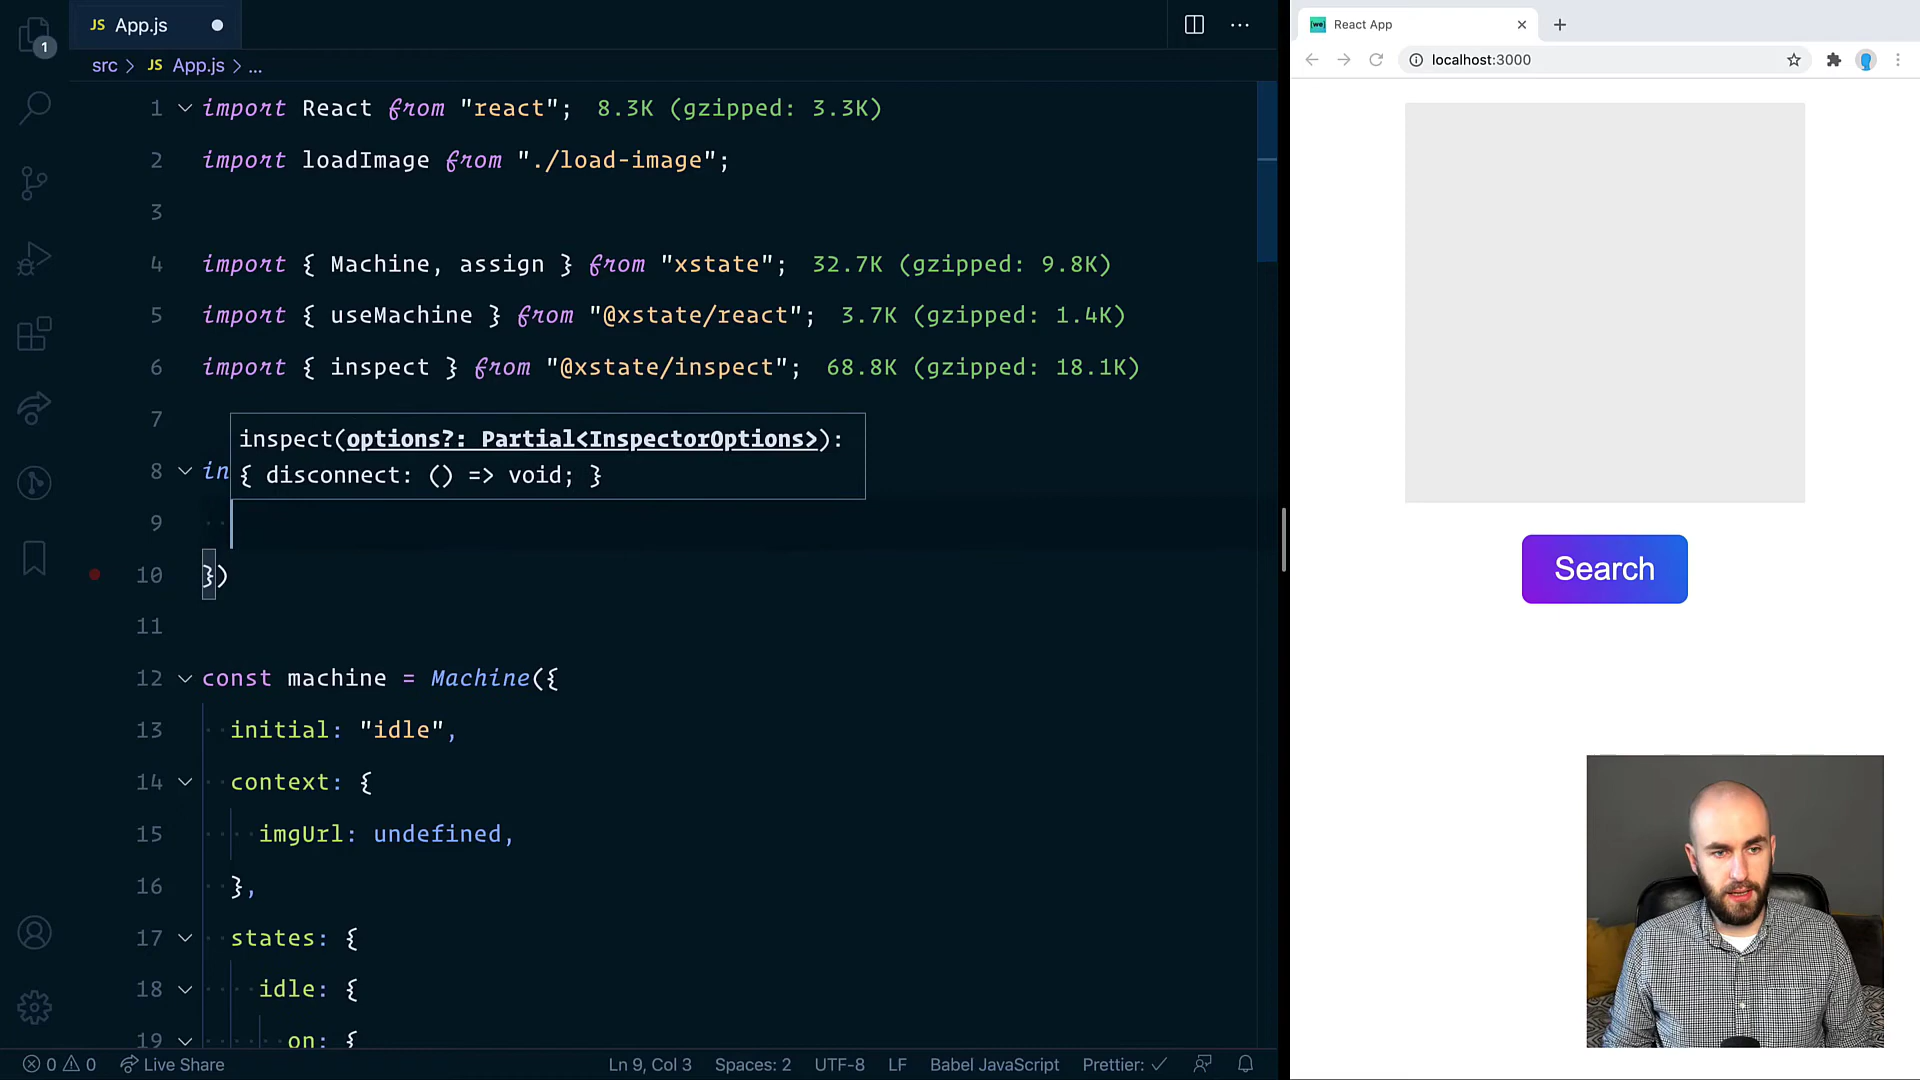 JS App.js
src > JS App.js > ...
1 import React from "react"; 8.3K (gzipped: 3.3K)
2 import loadImage from "./load-image";
3
4 import { Machine, assign } from "xstate"; 32.7K (gzipped: 9.8K)
5 import { useMachine } from "@xstate/react"; 3.7K (gzipped: 1.4K)
6 import { inspect } from "@xstate/inspect"; 68.8K (gzipped: 18.1K)
7
inspect(options?: Partial<InspectorOptions>):
{ disconnect: () => void; }
8 in
9
10 })
11
12 const machine = Machine({
13 initial: "idle",
14 context: {
15 imgUrl: undefined,
16 },
17 states: {
18 idle: {
19 on: {
1
0 0 Live Share
Ln 9, Col 3 Spaces: 2 UTF-8 LF Babel JavaScript Prettier: ✓
React App
localhost:3000
Search